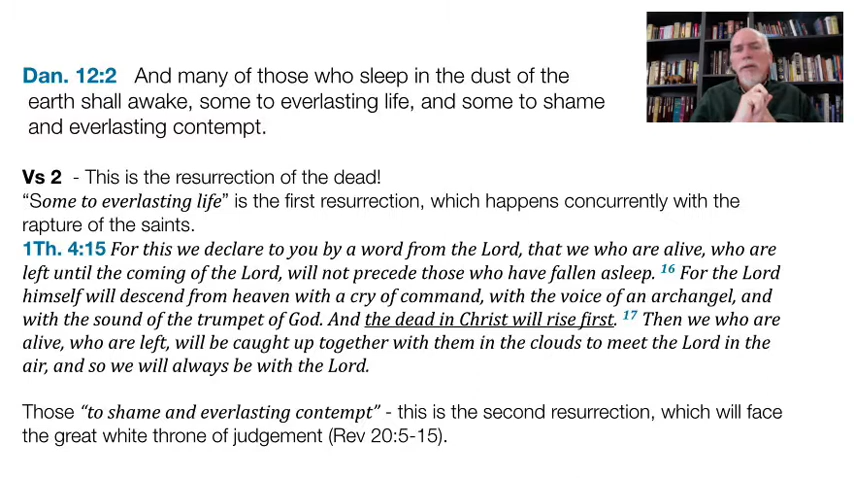 Dan. 12:2 And many of those who sleep in the dust of the
earth shall awake, some to everlasting life, and some to shame
and everlasting contempt.
Vs 2 - This is the resurrection of the dead!
“Some to everlasting life” is the first resurrection, which happens concurrently with the
rapture of the saints.
1Th. 4:15 For this we declare to you by a word from the Lord, that we who are alive, who are
left until the coming of the Lord, will not precede those who have fallen asleep. 16 For the Lord
himself will descend from heaven with a cry of command, with the voice of an archangel, and
with the sound of the trumpet of God. And the dead in Christ will rise first. 17 Then we who are
alive, who are left, will be caught up together with them in the clouds to meet the Lord in the
air, and so we will always be with the Lord.
Those “to shame and everlasting contempt” - this is the second resurrection, which will face
the great white throne of judgement (Rev 20:5-15).